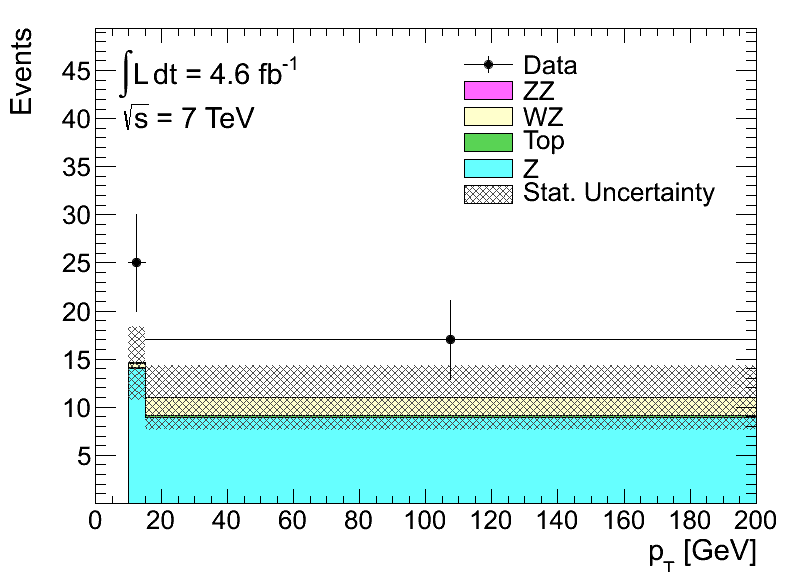 Events
∫L dt = 4.6 fb⁻¹
√s = 7 TeV
Data
ZZ
WZ
Top
Z
Stat. Uncertainty
45
40
35
30
25
20
15
10
5
0 20 40 60 80 100 120 140 160 180 200
p_T [GeV]